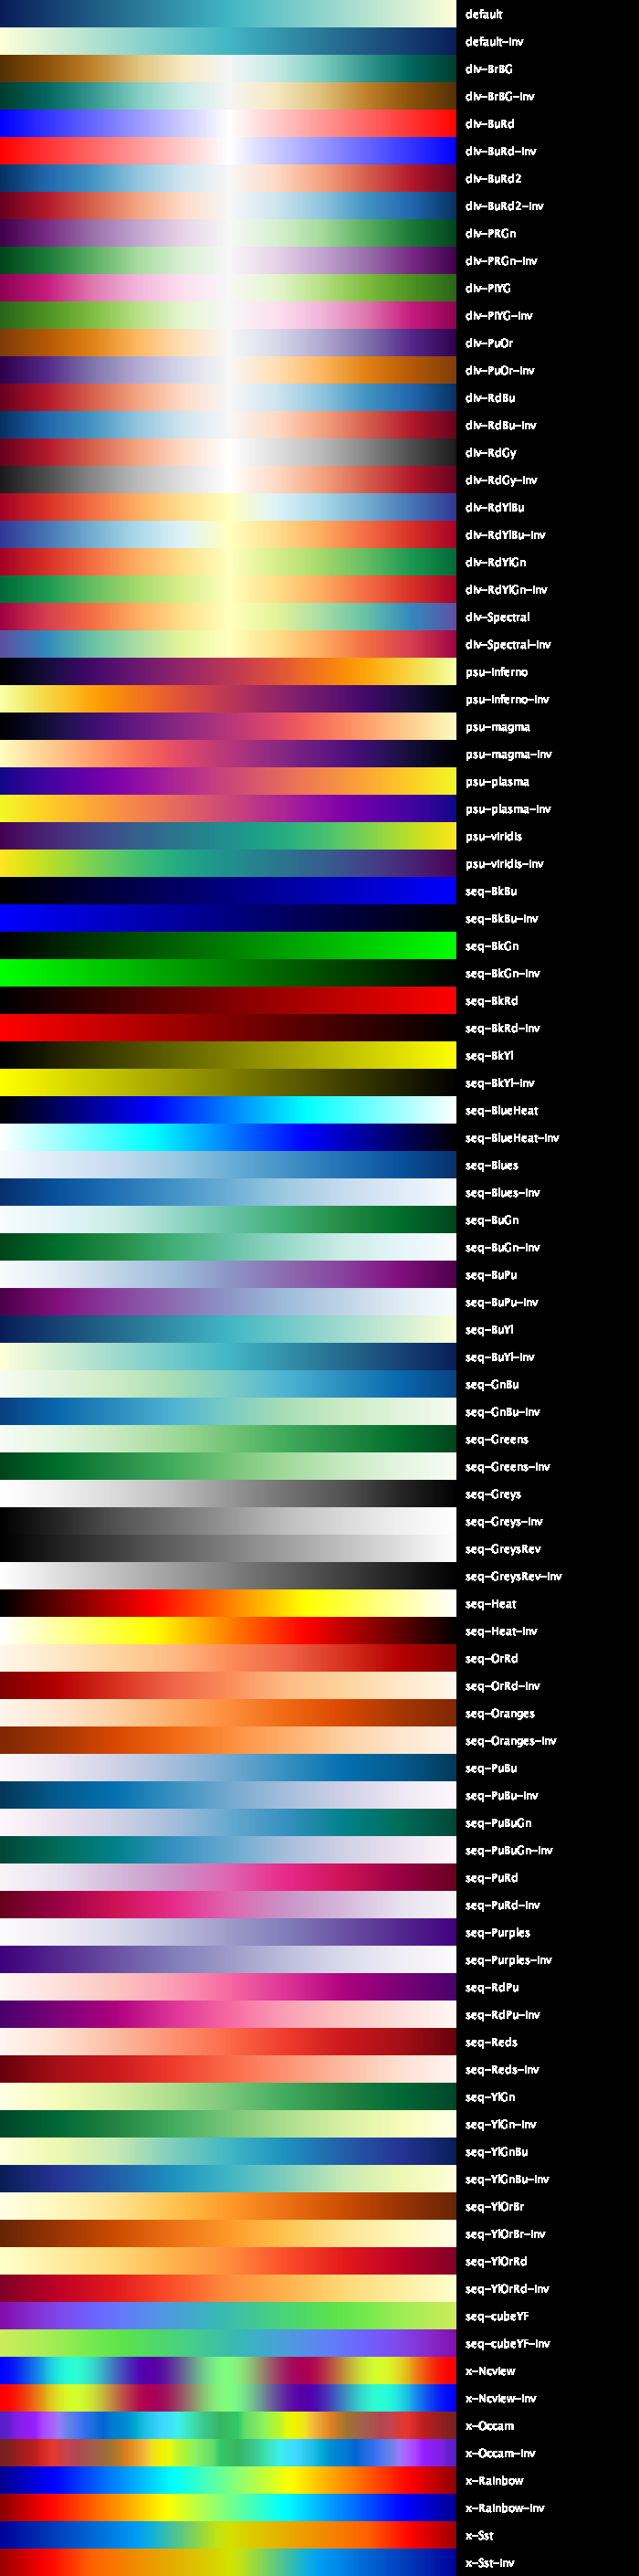 default
default-inv
div-BrBG
div-BrBG-inv
div-BuRd
div-BuRd-inv
div-BuRd2
div-BuRd2-inv
div-PRGn
div-PRGn-inv
div-PiYG
div-PiYG-inv
div-PuOr
div-PuOr-inv
div-RdBu
div-RdBu-inv
div-RdGy
div-RdGy-inv
div-RdYlBu
div-RdYlBu-inv
div-RdYlGn
div-RdYlGn-inv
div-Spectral
div-Spectral-inv
psu-inferno
psu-inferno-inv
psu-magma
psu-magma-inv
psu-plasma
psu-plasma-inv
psu-viridis
psu-viridis-inv
seq-BkBu
seq-BkBu-inv
seq-BkGn
seq-BkGn-inv
seq-BkRd
seq-BkRd-inv
seq-BkYl
seq-BkYl-inv
seq-BlueHeat
seq-BlueHeat-inv
seq-Blues
seq-Blues-inv
seq-BuGn
seq-BuGn-inv
seq-BuPu
seq-BuPu-inv
seq-BuYl
seq-BuYl-inv
seq-GnBu
seq-GnBu-inv
seq-Greens
seq-Greens-inv
seq-Greys
seq-Greys-inv
seq-GreysRev
seq-GreysRev-inv
seq-Heat
seq-Heat-inv
seq-OrRd
seq-OrRd-inv
seq-Oranges
seq-Oranges-inv
seq-PuBu
seq-PuBu-inv
seq-PuBuGn
seq-PuBuGn-inv
seq-PuRd
seq-PuRd-inv
seq-Purples
seq-Purples-inv
seq-RdPu
seq-RdPu-inv
seq-Reds
seq-Reds-inv
seq-YlGn
seq-YlGn-inv
seq-YlGnBu
seq-YlGnBu-inv
seq-YlOrBr
seq-YlOrBr-inv
seq-YlOrRd
seq-YlOrRd-inv
seq-cubeYF
seq-cubeYF-inv
x-Ncview
x-Ncview-inv
x-Occam
x-Occam-inv
x-Rainbow
x-Rainbow-inv
x-Sst
x-Sst-inv